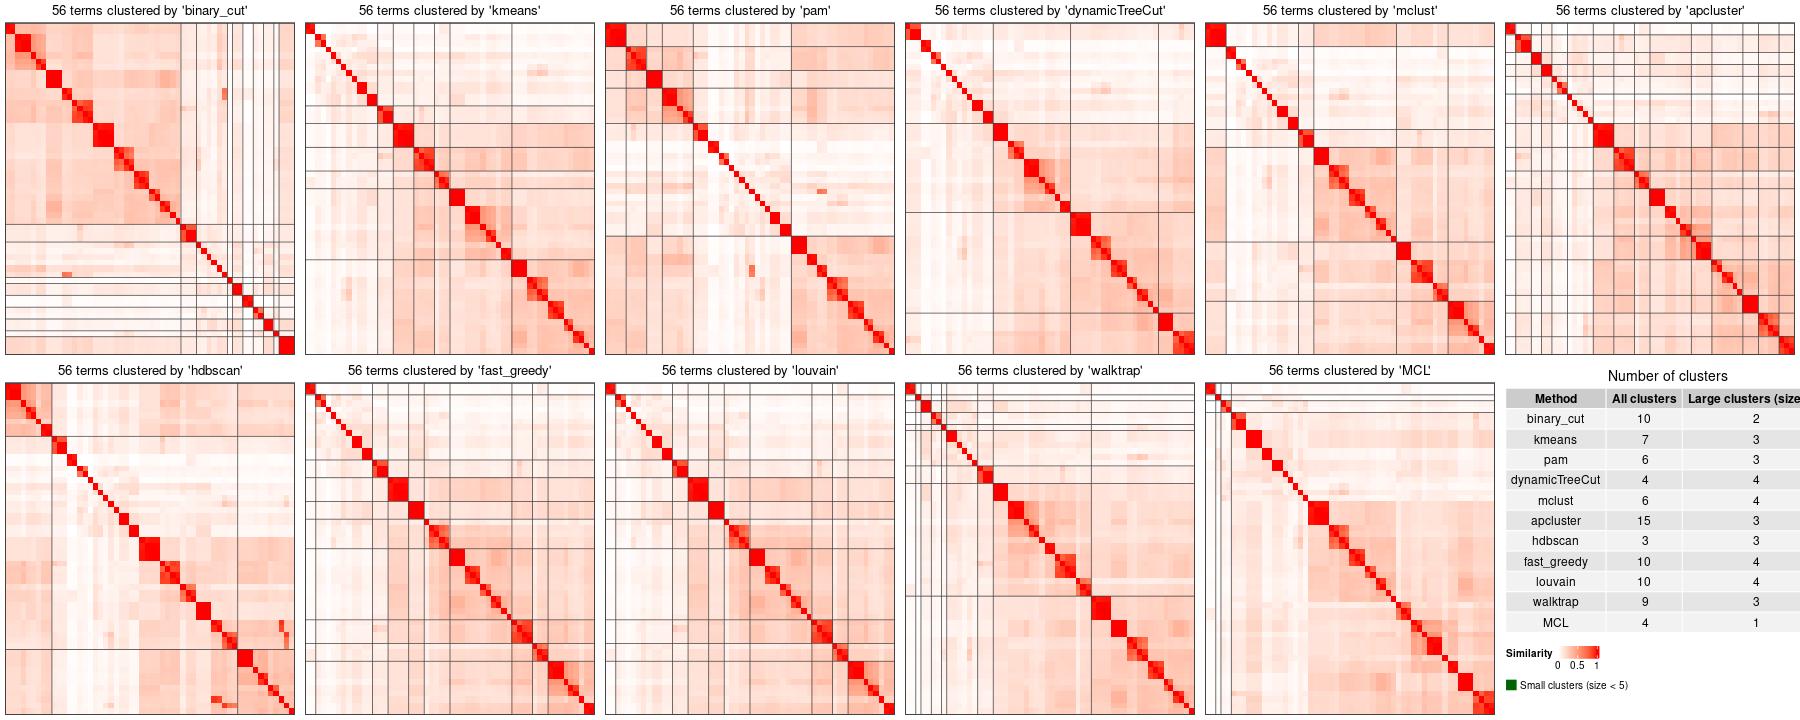 56 terms clustered by 'binary_cut'
56 terms clustered by 'kmeans'
56 terms clustered by 'pam'
56 terms clustered by 'dynamicTreeCut'
56 terms clustered by 'mclust'
56 terms clustered by 'apcluster'
56 terms clustered by 'hdbscan'
56 terms clustered by 'fast_greedy'
56 terms clustered by 'louvain'
56 terms clustered by 'walktrap'
56 terms clustered by 'MCL'
Number of clusters
Method All clusters Large clusters (size
binary_cut 10 2
kmeans 7 3
pam 6 3
dynamicTreeCut 4 4
mclust 6 4
apcluster 15 3
hdbscan 3 3
fast_greedy 10 4
louvain 10 4
walktrap 9 3
MCL 4 1
Similarity
0 0.5 1
Small clusters (size < 5)